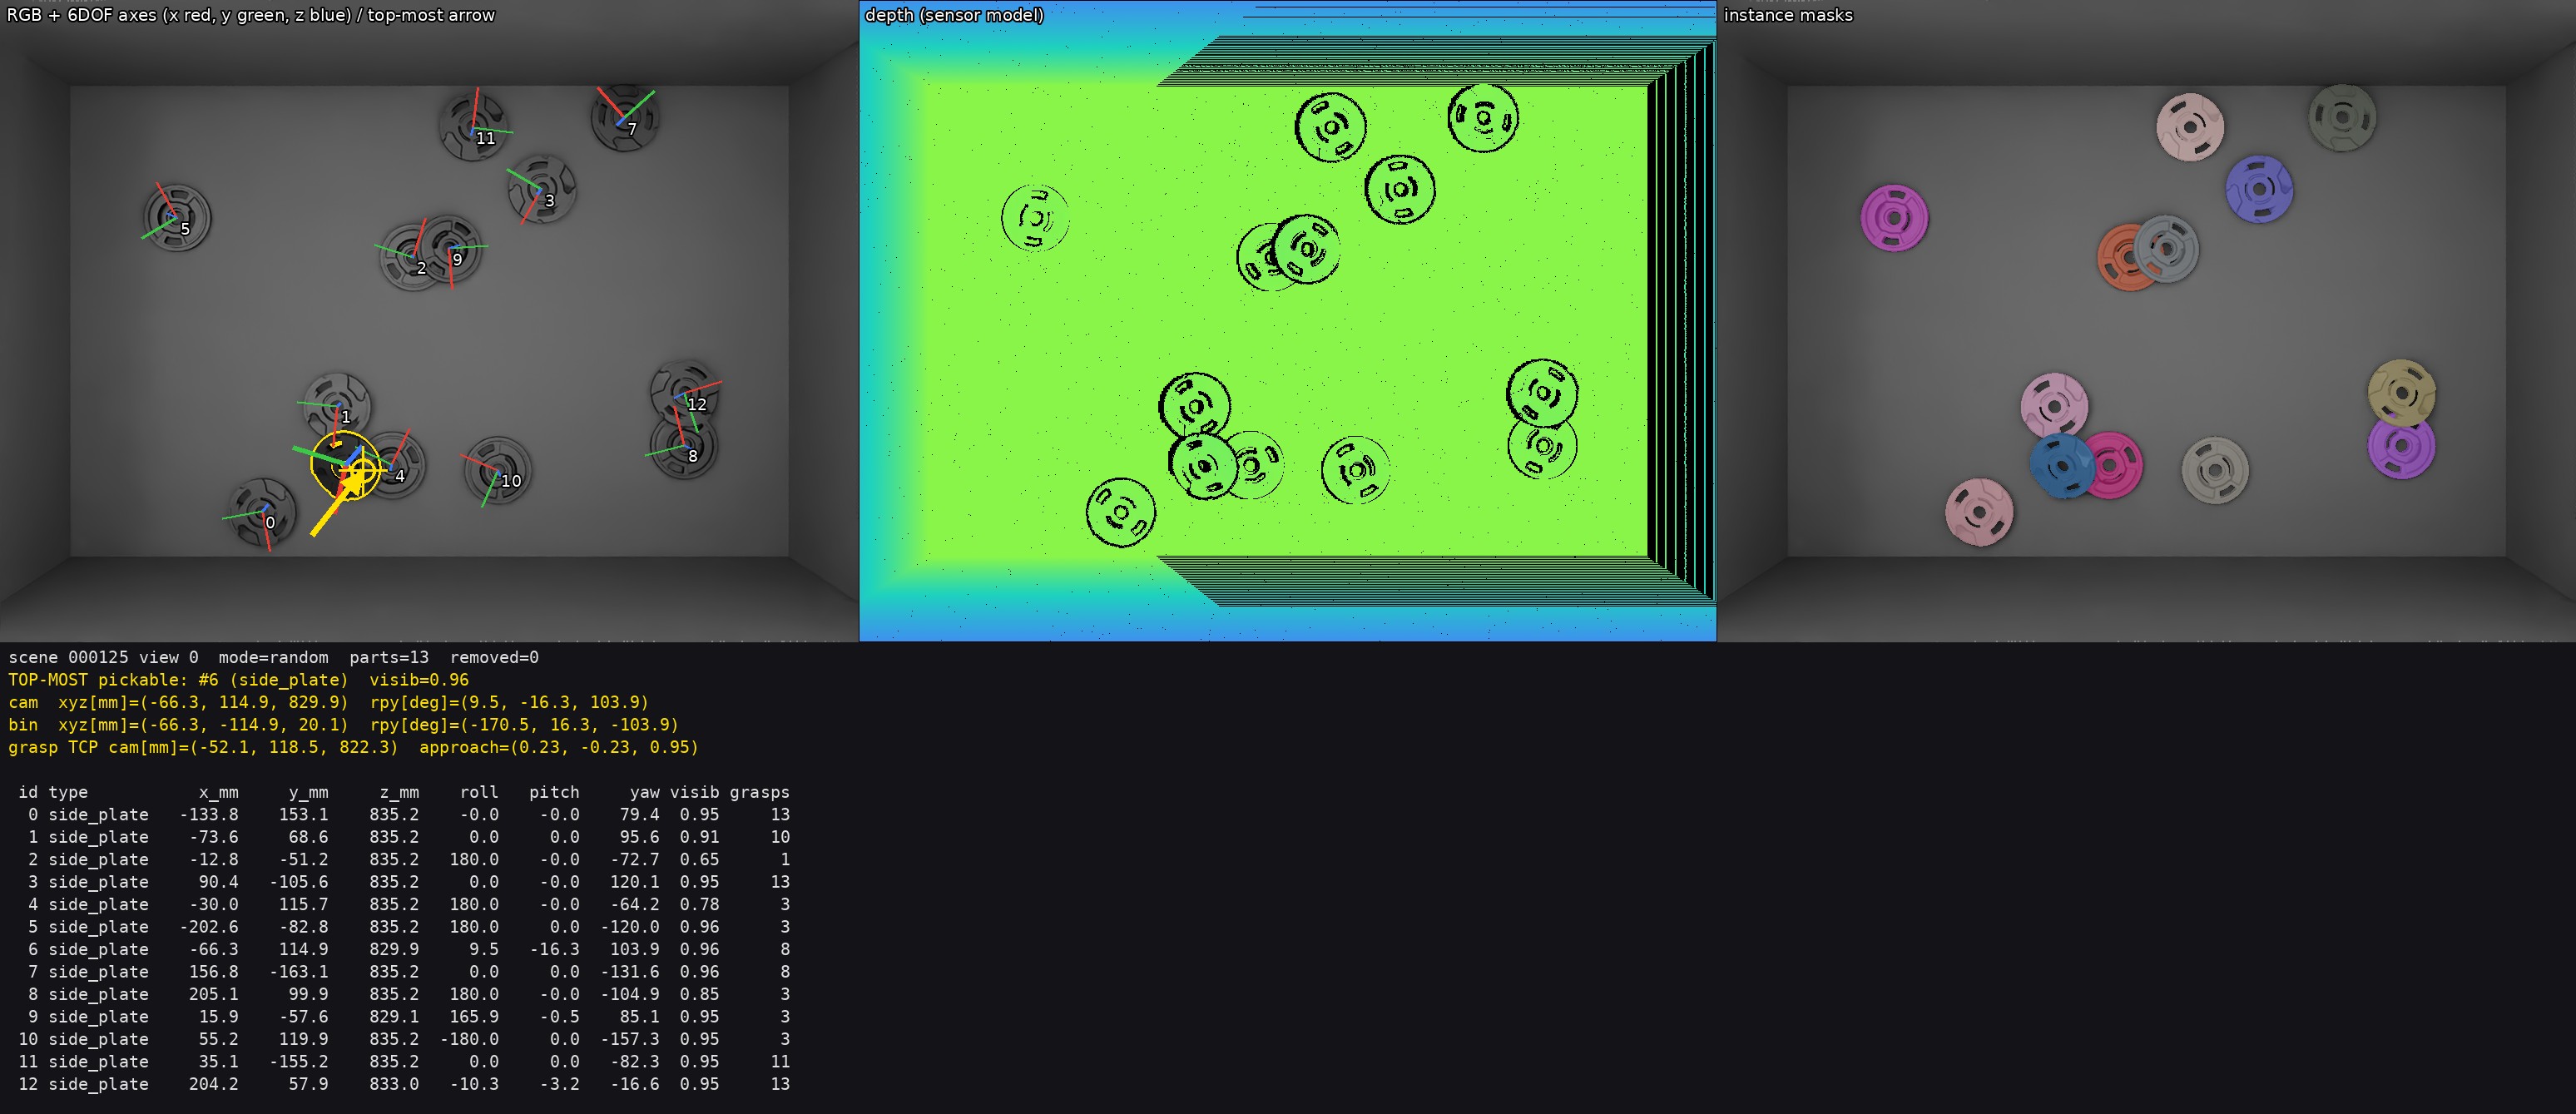 RGB + 6DOF axes (x red, y green, z blue) / top-most arrow
depth (sensor model)
instance masks
11
7
3
5
2
9
1
12
8
4
10
0
scene 000125 view 0  mode=random  parts=13  removed=0
TOP-MOST pickable: #6 (side_plate)  visib=0.96
cam  xyz[mm]=(-66.3, 114.9, 829.9)  rpy[deg]=(9.5, -16.3, 103.9)
bin  xyz[mm]=(-66.3, -114.9, 20.1)  rpy[deg]=(-170.5, 16.3, -103.9)
grasp TCP cam[mm]=(-52.1, 118.5, 822.3)  approach=(0.23, -0.23, 0.95)
id type x_mm y_mm z_mm roll pitch yaw visib grasps
0 side_plate -133.8 153.1 835.2 -0.0 -0.0 79.4 0.95 13
1 side_plate -73.6 68.6 835.2 0.0 0.0 95.6 0.91 10
2 side_plate -12.8 -51.2 835.2 180.0 -0.0 -72.7 0.65 1
3 side_plate 90.4 -105.6 835.2 0.0 -0.0 120.1 0.95 13
4 side_plate -30.0 115.7 835.2 180.0 -0.0 -64.2 0.78 3
5 side_plate -202.6 -82.8 835.2 180.0 0.0 -120.0 0.96 3
6 side_plate -66.3 114.9 829.9 9.5 -16.3 103.9 0.96 8
7 side_plate 156.8 -163.1 835.2 0.0 0.0 -131.6 0.96 8
8 side_plate 205.1 99.9 835.2 180.0 -0.0 -104.9 0.85 3
9 side_plate 15.9 -57.6 829.1 165.9 -0.5 85.1 0.95 3
10 side_plate 55.2 119.9 835.2 -180.0 0.0 -157.3 0.95 3
11 side_plate 35.1 -155.2 835.2 0.0 0.0 -82.3 0.95 11
12 side_plate 204.2 57.9 833.0 -10.3 -3.2 -16.6 0.95 13